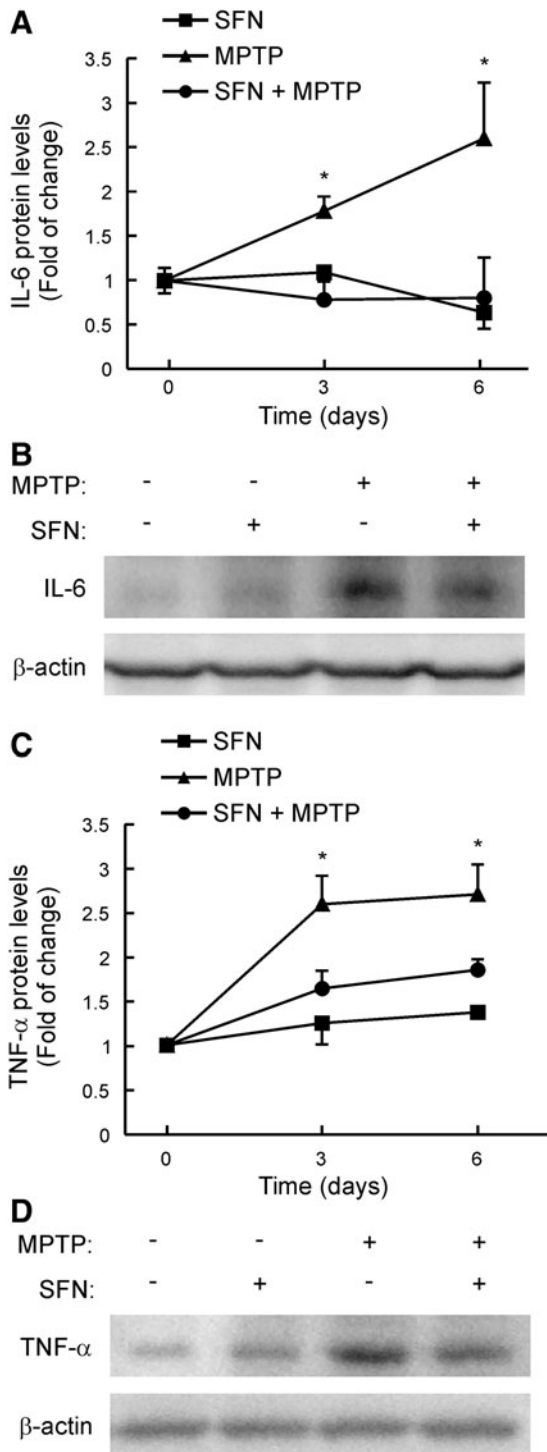 A
SFN
MPTP
SFN + MPTP
IL-6 protein levels
(Fold of change)
3.5
3
2.5
2
1.5
1
0.5
0
*
*
0 3 6
Time (days)
B
MPTP: - - + +
SFN: - + - +
IL-6
β-actin
C
SFN
MPTP
SFN + MPTP
TNF-α protein levels
(Fold of change)
3.5
3
2.5
2
1.5
1
0.5
0
*
*
0 3 6
Time (days)
D
MPTP: - - + +
SFN: - + - +
TNF-α
β-actin